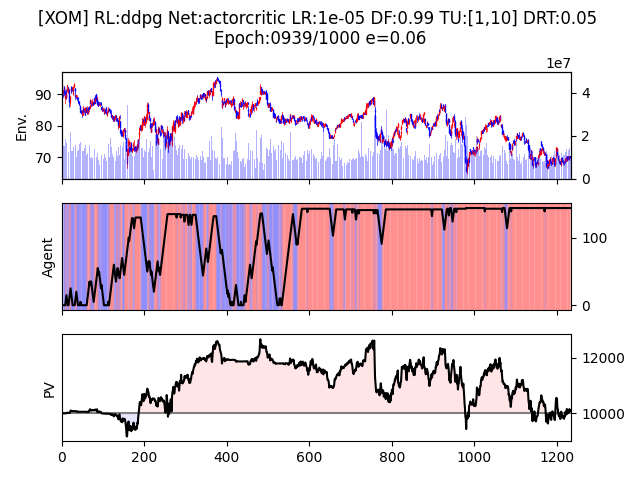 [XOM] RL:ddpg Net:actorcritic LR:1e-05 DF:0.99 TU:[1,10] DRT:0.05
Epoch:0939/1000 e=0.06
1e7
Env.
90
80
70
4
2
0
Agent
100
0
PV
12000
10000
0 200 400 600 800 1000 1200